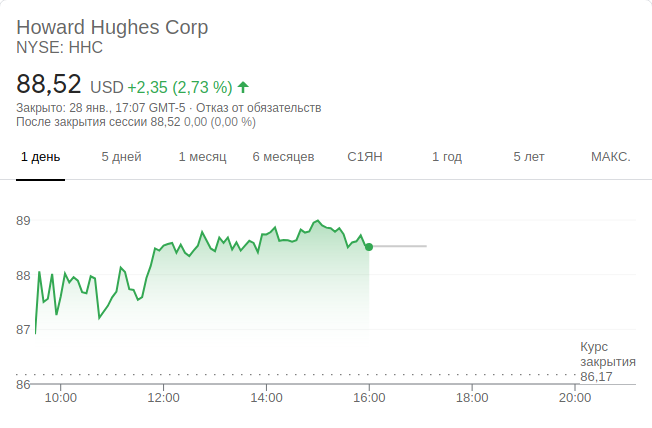 Howard Hughes Corp
NYSE: HHC
88,52 USD +2,35 (2,73 %)
Закрыто: 28 янв., 17:07 GMT-5 · Отказ от обязательств
После закрытия сессии 88,52 0,00 (0,00 %)
1 день 5 дней 1 месяц 6 месяцев С1ЯН 1 год 5 лет МАКС.
89
88
87
Курс
закрытия
86,17
86
10:00 12:00 14:00 16:00 18:00 20:00